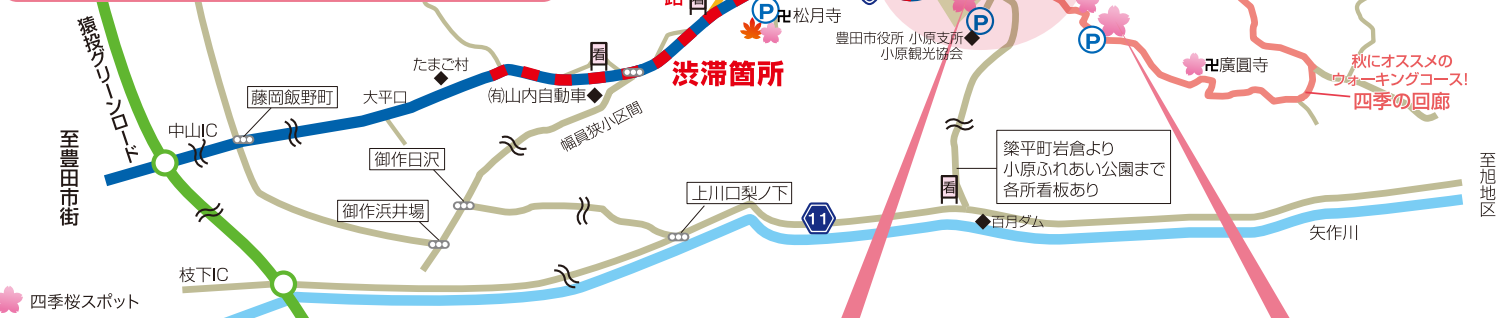 路
看
P
卍松月寺
豊田市役所 小原支所
小原観光協会
P
P
卍廣圓寺
秋にオススメの
ウォーキングコース!
四季の回廊
猿投グリーンロード
たまご村
看
渋滞箇所
㈲山内自動車
大平口
藤岡飯野町
中山IC
幅員狭小区間
至豊田市街
御作日沢
御作浜井場
上川口梨ノ下
11
看
簗平町岩倉より
小原ふれあい公園まで
各所看板あり
百月ダム
至旭地区
矢作川
枝下IC
四季桜スポット